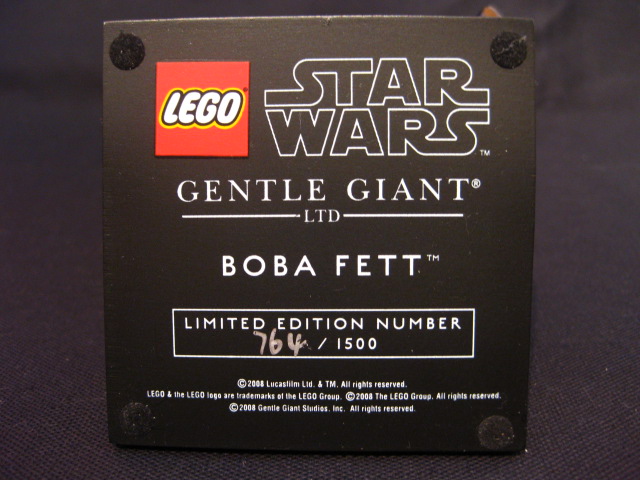 LEGO
STAR
WARS™
GENTLE GIANT®
LTD
BOBA FETT™
LIMITED EDITION NUMBER
764 / 1500
©2008 Lucasfilm Ltd. & TM. All rights reserved.
LEGO & the LEGO logo are trademarks of the LEGO Group. ©2008 The LEGO Group. All rights reserved.
©2008 Gentle Giant Studios. Inc. All rights reserved.